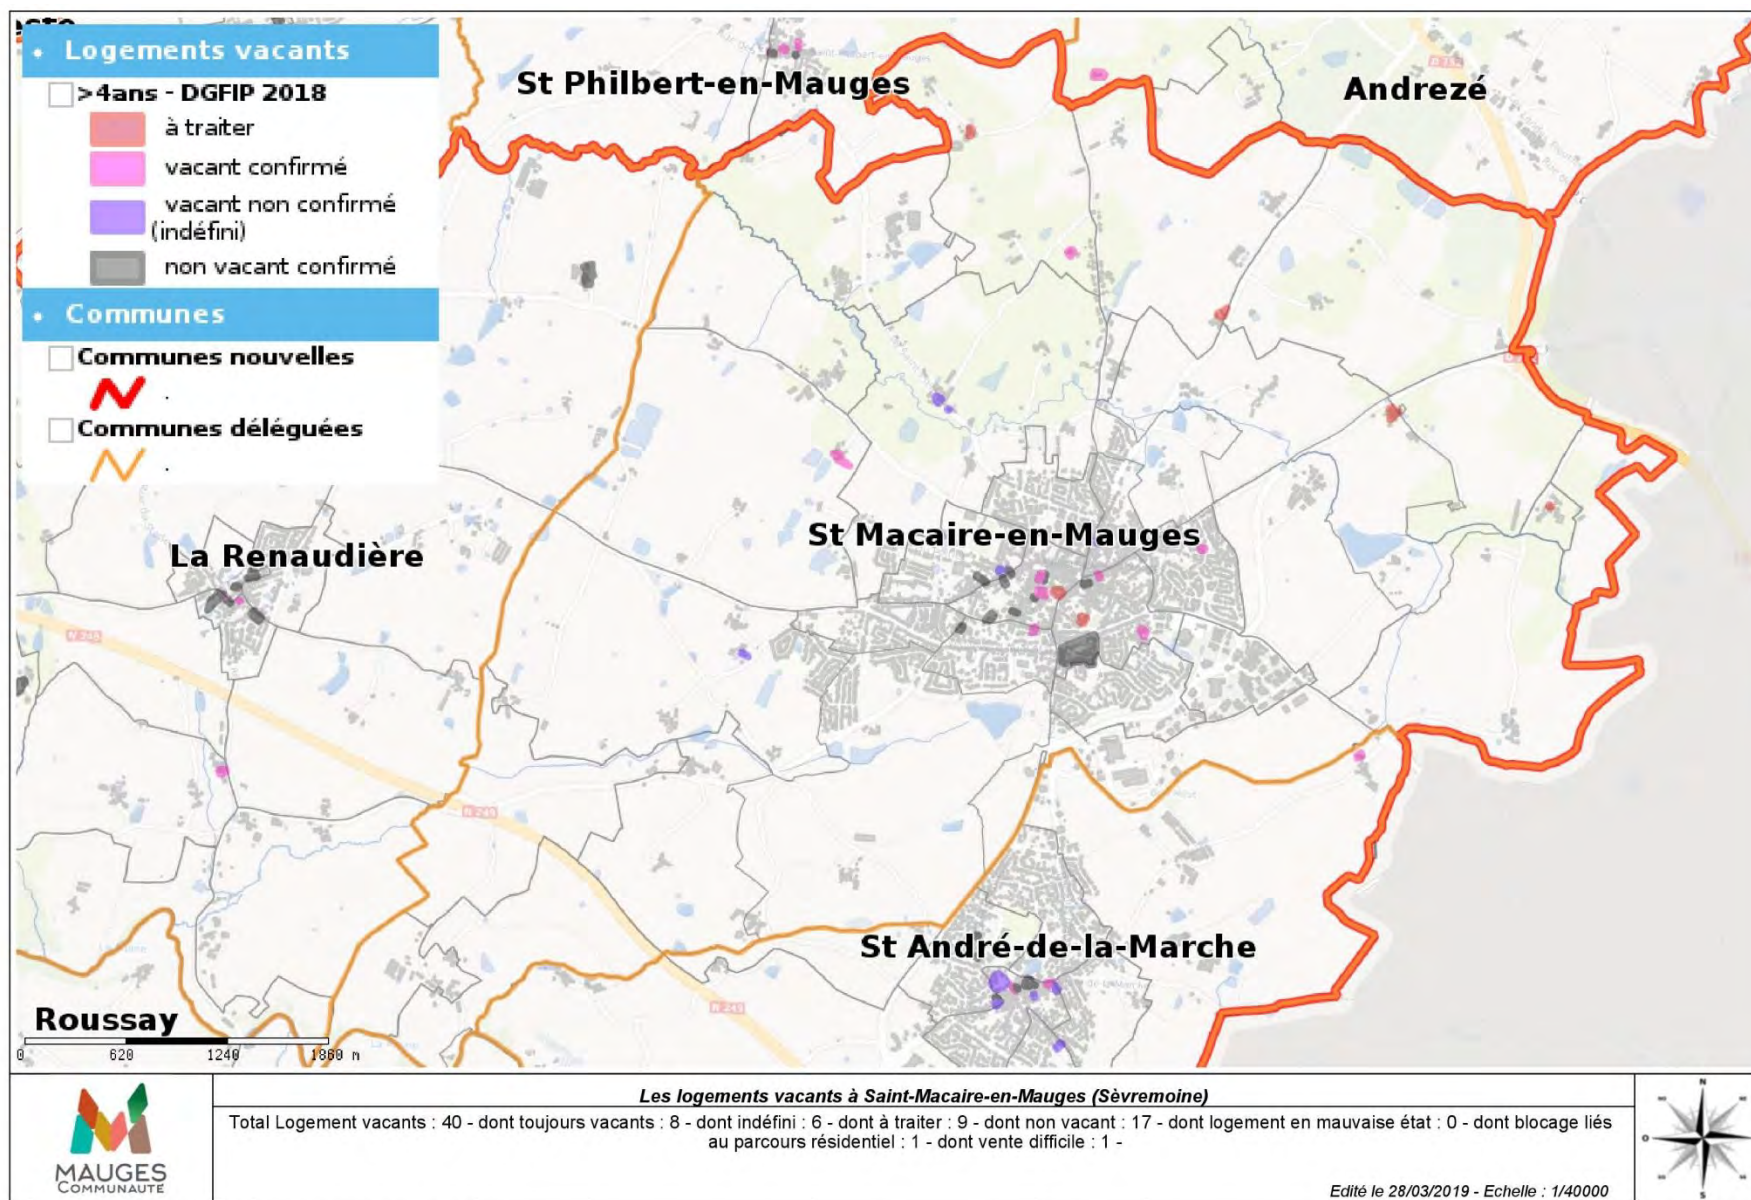 Logements vacants
>4ans - DGFIP 2018
à traiter
vacant confirmé
vacant non confirmé
(indéfini)
non vacant confirmé
Communes
Communes nouvelles
.
Communes déléguées
.
St Philbert-en-Mauges
Andrezé
St Macaire-en-Mauges
La Renaudière
N 249
N 249
St André-de-la-Marche
N 249
Roussay
0 620 1240 1860 m
MAUGES
COMMUNAUTÉ
Les logements vacants à Saint-Macaire-en-Mauges (Sèvremoine)
Total Logement vacants : 40 - dont toujours vacants : 8 - dont indéfini : 6 - dont à traiter : 9 - dont non vacant : 17 - dont logement en mauvaise état : 0 - dont blocage liés
au parcours résidentiel : 1 - dont vente difficile : 1 -
Edité le 28/03/2019 - Echelle : 1/40000
N
O
S